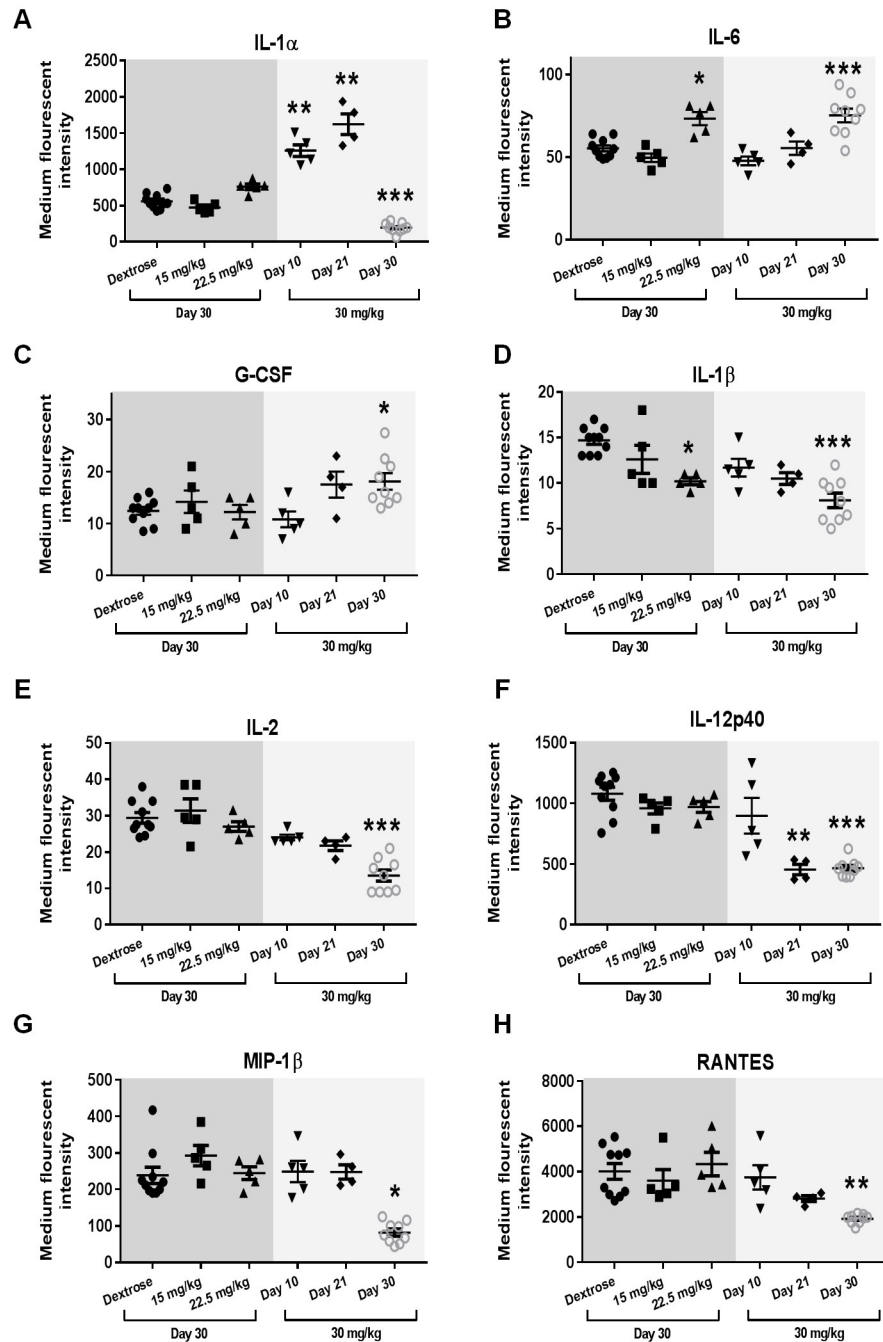 A
IL-1α
Medium flourescent
intensity
2500
2000
1500
1000
500
0
**
**
***
Dextrose
15 mg/kg
22.5 mg/kg
Day 10
Day 21
Day 30
Day 30
30 mg/kg
B
IL-6
Medium flourescent
intensity
100
50
0
*
***
Dextrose
15 mg/kg
22.5 mg/kg
Day 10
Day 21
Day 30
Day 30
30 mg/kg
C
G-CSF
Medium flourescent
intensity
30
20
10
0
*
Dextrose
15 mg/kg
22.5 mg/kg
Day 10
Day 21
Day 30
Day 30
30 mg/kg
D
IL-1β
Medium flourescent
intensity
20
15
10
5
0
*
***
Dextrose
15 mg/kg
22.5 mg/kg
Day 10
Day 21
Day 30
Day 30
30 mg/kg
E
IL-2
Medium flourescent
intensity
50
40
30
20
10
0
***
Dextrose
15 mg/kg
22.5 mg/kg
Day 10
Day 21
Day 30
Day 30
30 mg/kg
F
IL-12p40
Medium flourescent
intensity
1500
1000
500
0
**
***
Dextrose
15 mg/kg
22.5 mg/kg
Day 10
Day 21
Day 30
Day 30
30 mg/kg
G
MIP-1β
Medium flourescent
intensity
500
400
300
200
100
0
*
Dextrose
15 mg/kg
22.5 mg/kg
Day 10
Day 21
Day 30
Day 30
30 mg/kg
H
RANTES
Medium flourescent
intensity
8000
6000
4000
2000
0
**
Dextrose
15 mg/kg
22.5 mg/kg
Day 10
Day 21
Day 30
Day 30
30 mg/kg